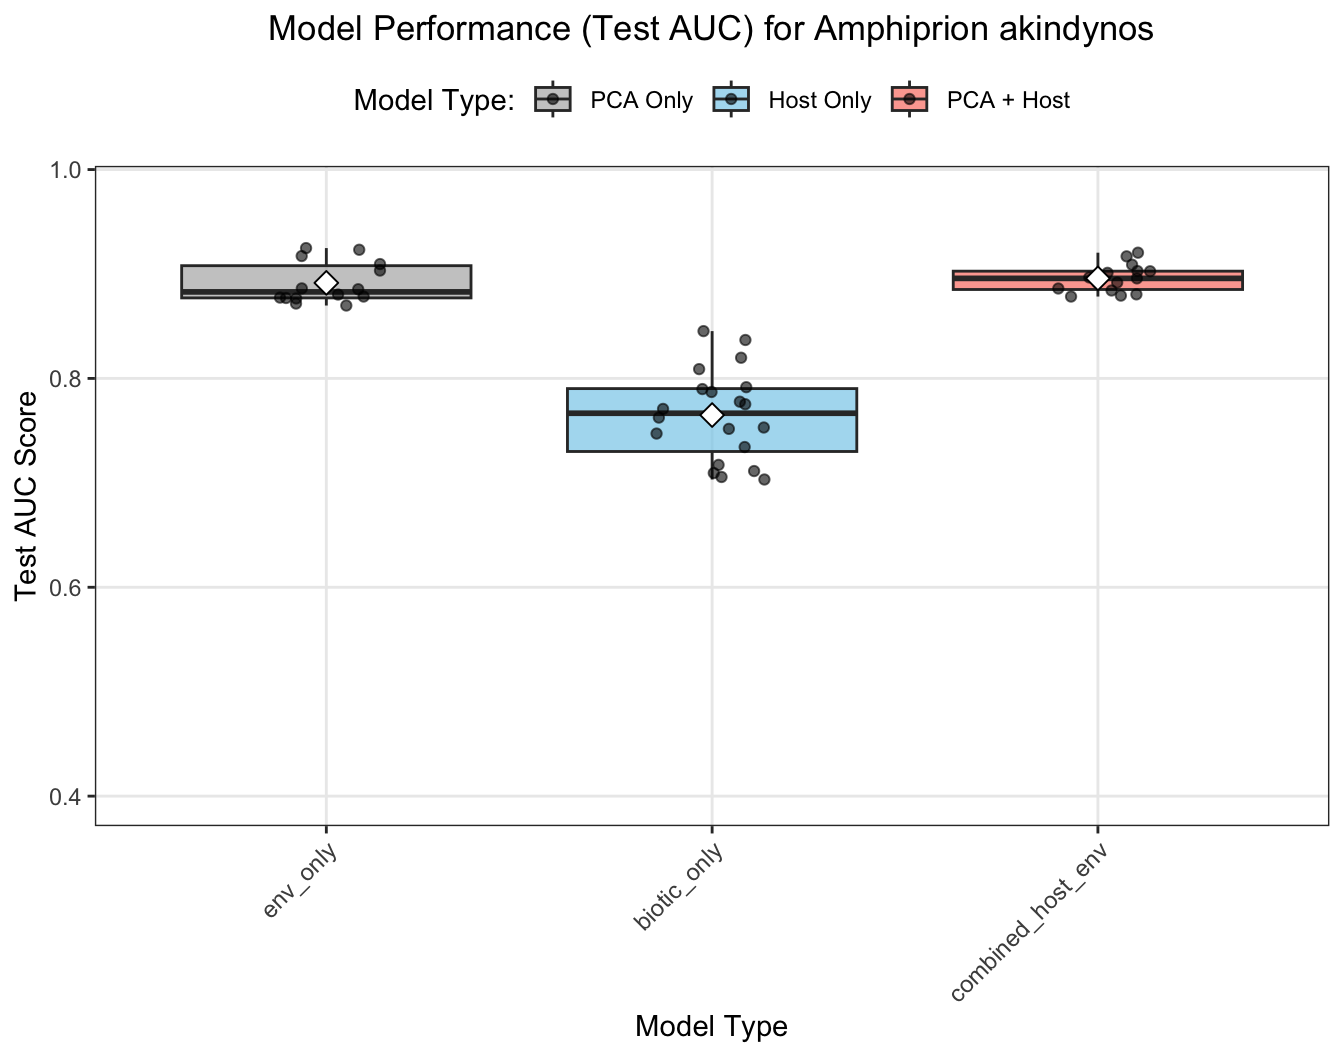 Model Performance (Test AUC) for Amphiprion akindynos
Model Type: PCA Only Host Only PCA + Host
1.0
0.8
0.6
0.4
Test AUC Score
env_only
biotic_only
combined_host_env
Model Type